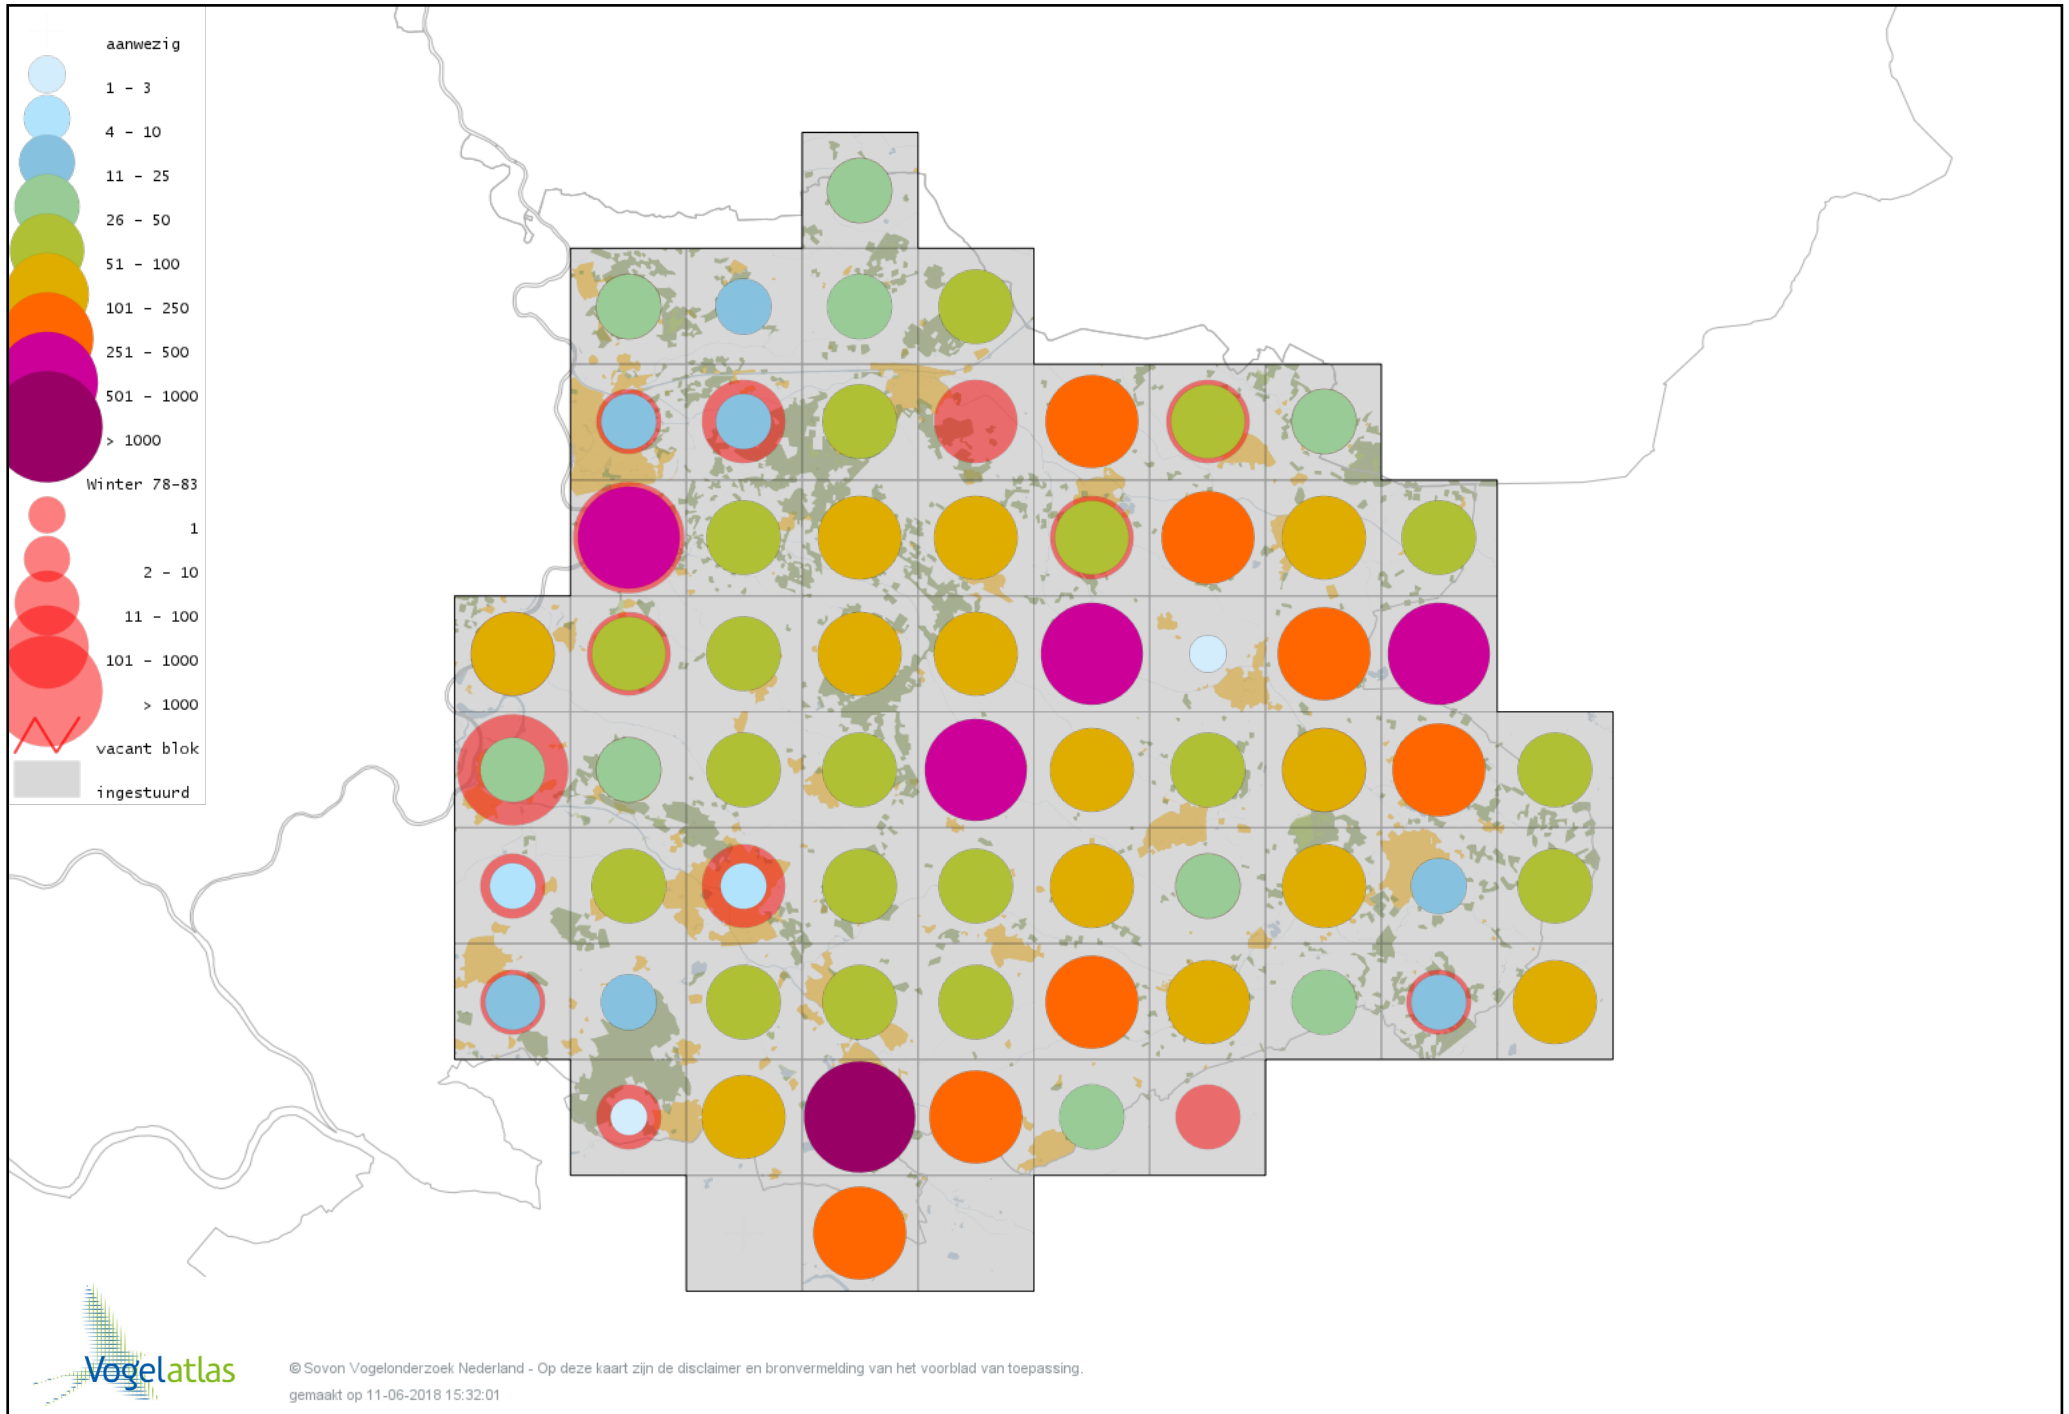 aanwezig
1 - 3
4 - 10
11 - 25
26 - 50
51 - 100
101 - 250
251 - 500
501 - 1000
> 1000
Winter 78-83
1
2 - 10
11 - 100
101 - 1000
> 1000
vacant blok
ingestuurd
Vogelatlas
© Sovon Vogelonderzoek Nederland - Op deze kaart zijn de disclaimer en bronvermelding van het voorblad van toepassing.
gemaakt op 11-06-2018 15:32:01